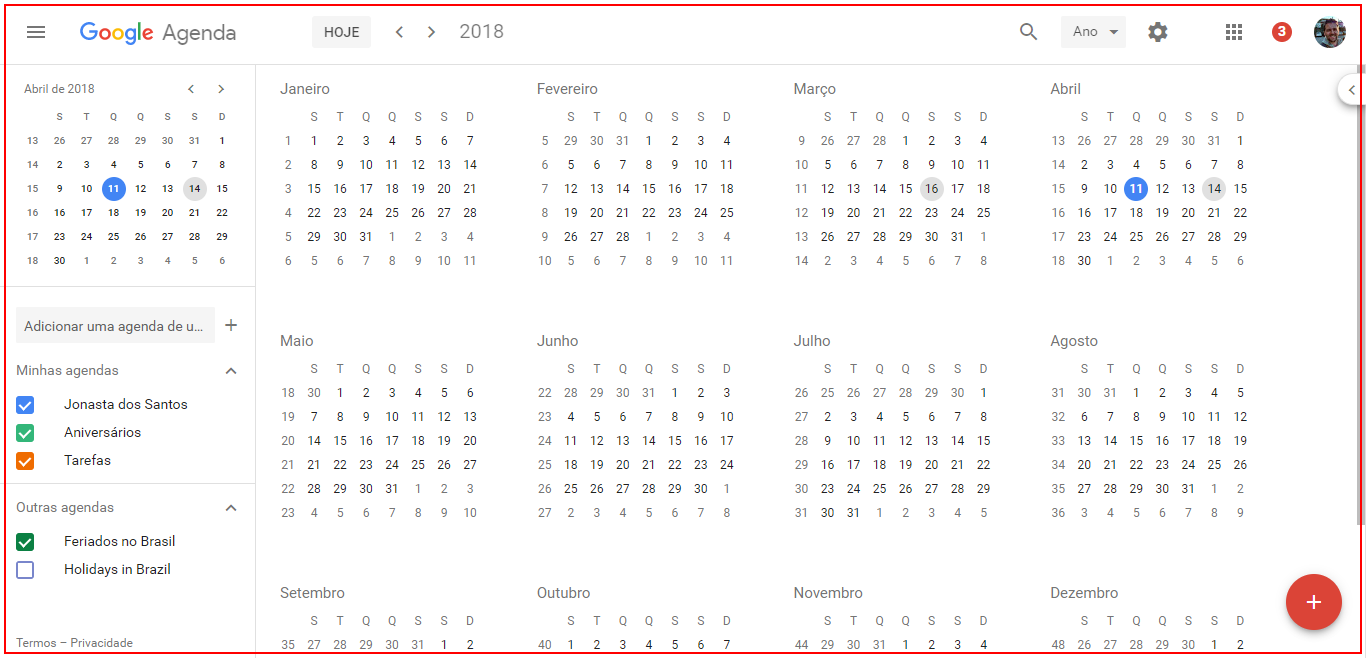 Google Agenda HOJE 2018 Ano 3
Abril de 2018
S T Q Q S S D
13 26 27 28 29 30 31 1
14 2 3 4 5 6 7 8
15 9 10 11 12 13 14 15
16 16 17 18 19 20 21 22
17 23 24 25 26 27 28 29
18 30 1 2 3 4 5 6
Adicionar uma agenda de u...
Minhas agendas
Jonasta dos Santos
Aniversários
Tarefas
Outras agendas
Feriados no Brasil
Holidays in Brazil
Termos – Privacidade
Janeiro
S T Q Q S S D
1 1 2 3 4 5 6 7
2 8 9 10 11 12 13 14
3 15 16 17 18 19 20 21
4 22 23 24 25 26 27 28
5 29 30 31 1 2 3 4
6 5 6 7 8 9 10 11
Fevereiro
S T Q Q S S D
5 29 30 31 1 2 3 4
6 5 6 7 8 9 10 11
7 12 13 14 15 16 17 18
8 19 20 21 22 23 24 25
9 26 27 28 1 2 3 4
10 5 6 7 8 9 10 11
Março
S T Q Q S S D
9 26 27 28 1 2 3 4
10 5 6 7 8 9 10 11
11 12 13 14 15 16 17 18
12 19 20 21 22 23 24 25
13 26 27 28 29 30 31 1
14 2 3 4 5 6 7 8
Abril
S T Q Q S S D
13 26 27 28 29 30 31 1
14 2 3 4 5 6 7 8
15 9 10 11 12 13 14 15
16 16 17 18 19 20 21 22
17 23 24 25 26 27 28 29
18 30 1 2 3 4 5 6
Maio
S T Q Q S S D
18 30 1 2 3 4 5 6
19 7 8 9 10 11 12 13
20 14 15 16 17 18 19 20
21 21 22 23 24 25 26 27
22 28 29 30 31 1 2 3
23 4 5 6 7 8 9 10
Junho
S T Q Q S S D
22 28 29 30 31 1 2 3
23 4 5 6 7 8 9 10
24 11 12 13 14 15 16 17
25 18 19 20 21 22 23 24
26 25 26 27 28 29 30 1
27 2 3 4 5 6 7 8
Julho
S T Q Q S S D
26 25 26 27 28 29 30 1
27 2 3 4 5 6 7 8
28 9 10 11 12 13 14 15
29 16 17 18 19 20 21 22
30 23 24 25 26 27 28 29
31 30 31 1 2 3 4 5
Agosto
S T Q Q S S D
31 30 31 1 2 3 4 5
32 6 7 8 9 10 11 12
33 13 14 15 16 17 18 19
34 20 21 22 23 24 25 26
35 27 28 29 30 31 1 2
36 3 4 5 6 7 8 9
Setembro
S T Q Q S S D
35 27 28 29 30 31 1 2
Outubro
S T Q Q S S D
40 1 2 3 4 5 6 7
Novembro
S T Q Q S S D
44 29 30 31 1 2 3 4
Dezembro
S T Q Q S S D
48 26 27 28 29 30 1 2